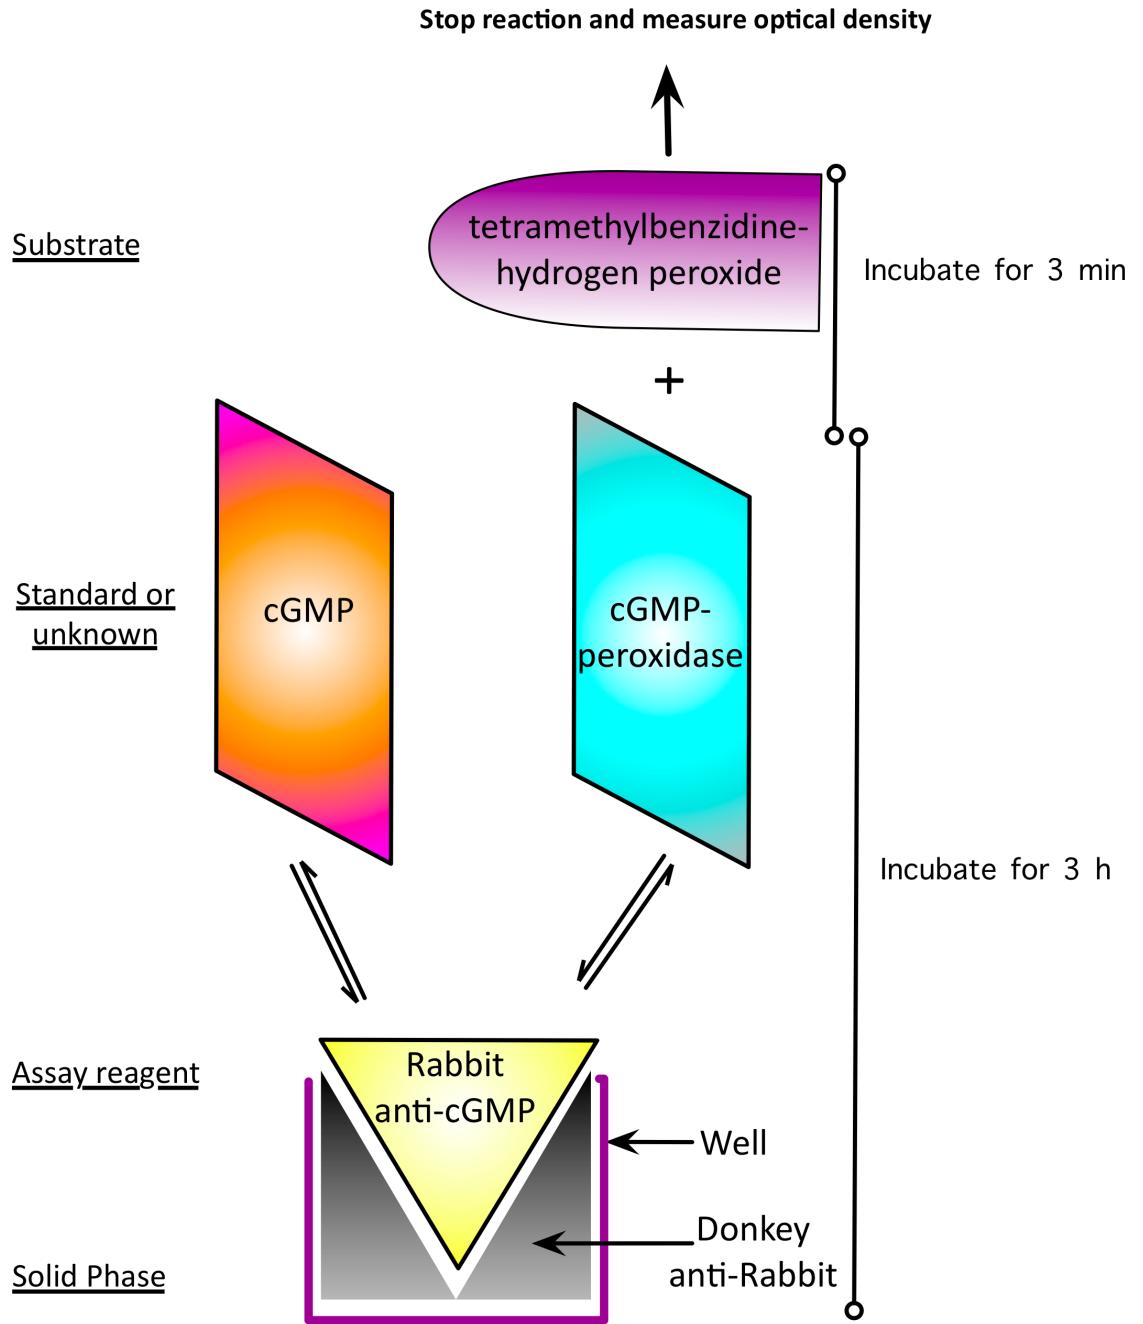 Stop reaction and measure optical density
Substrate
tetramethylbenzidine-
hydrogen peroxide
Incubate for 3 min
+
Standard or
unknown
cGMP
cGMP-
peroxidase
Incubate for 3 h
Assay reagent
Rabbit
anti-cGMP
Well
Donkey
anti-Rabbit
Solid Phase